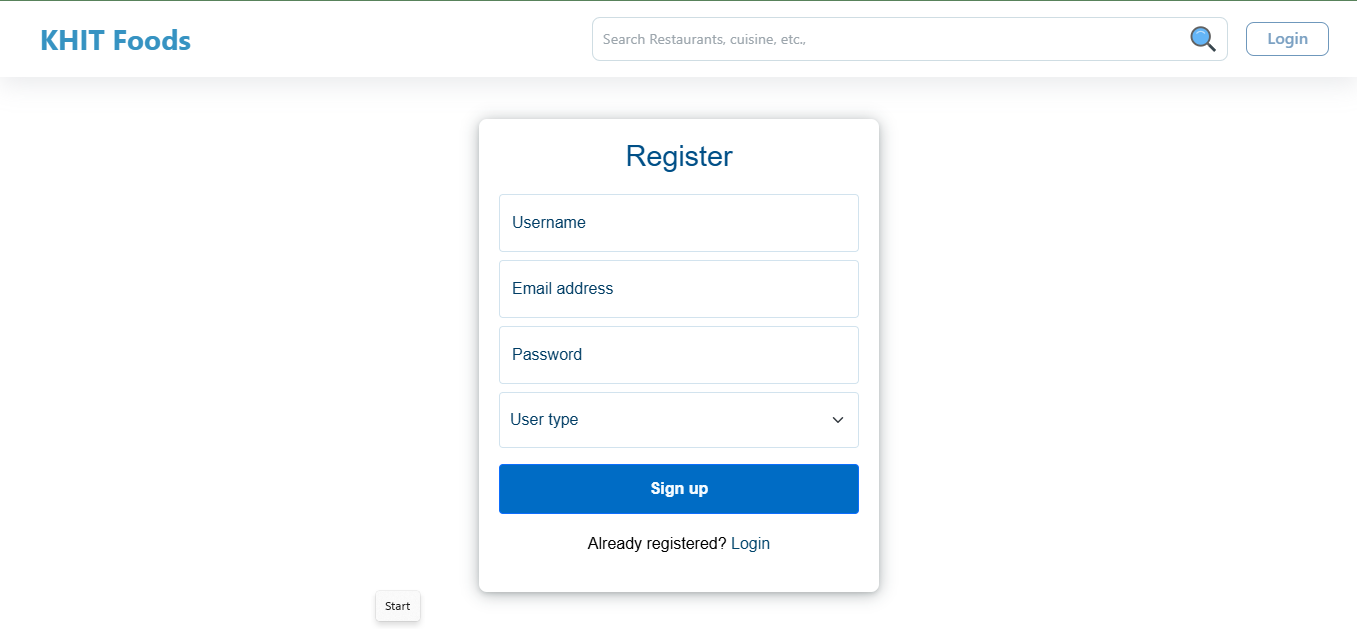 KHIT Foods
Search Restaurants, cuisine, etc.,
Login
Register
Username
Email address
Password
User type
Sign up
Already registered? Login
Start